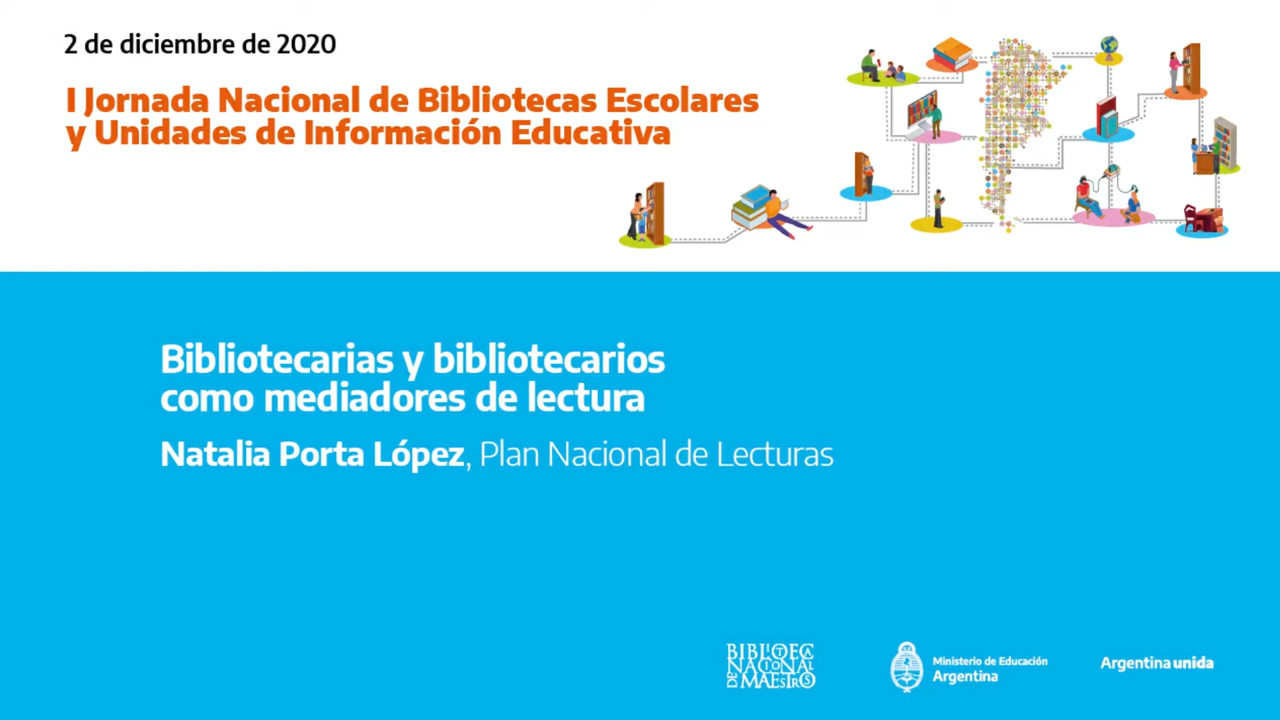 2 de diciembre de 2020
I Jornada Nacional de Bibliotecas Escolares
y Unidades de Información Educativa
Bibliotecarias y bibliotecarios
como mediadores de lectura
Natalia Porta López, Plan Nacional de Lecturas
BIBLIOTECA
NACIONAL
DE MAESTROS
Ministerio de Educación
Argentina
Argentina unida